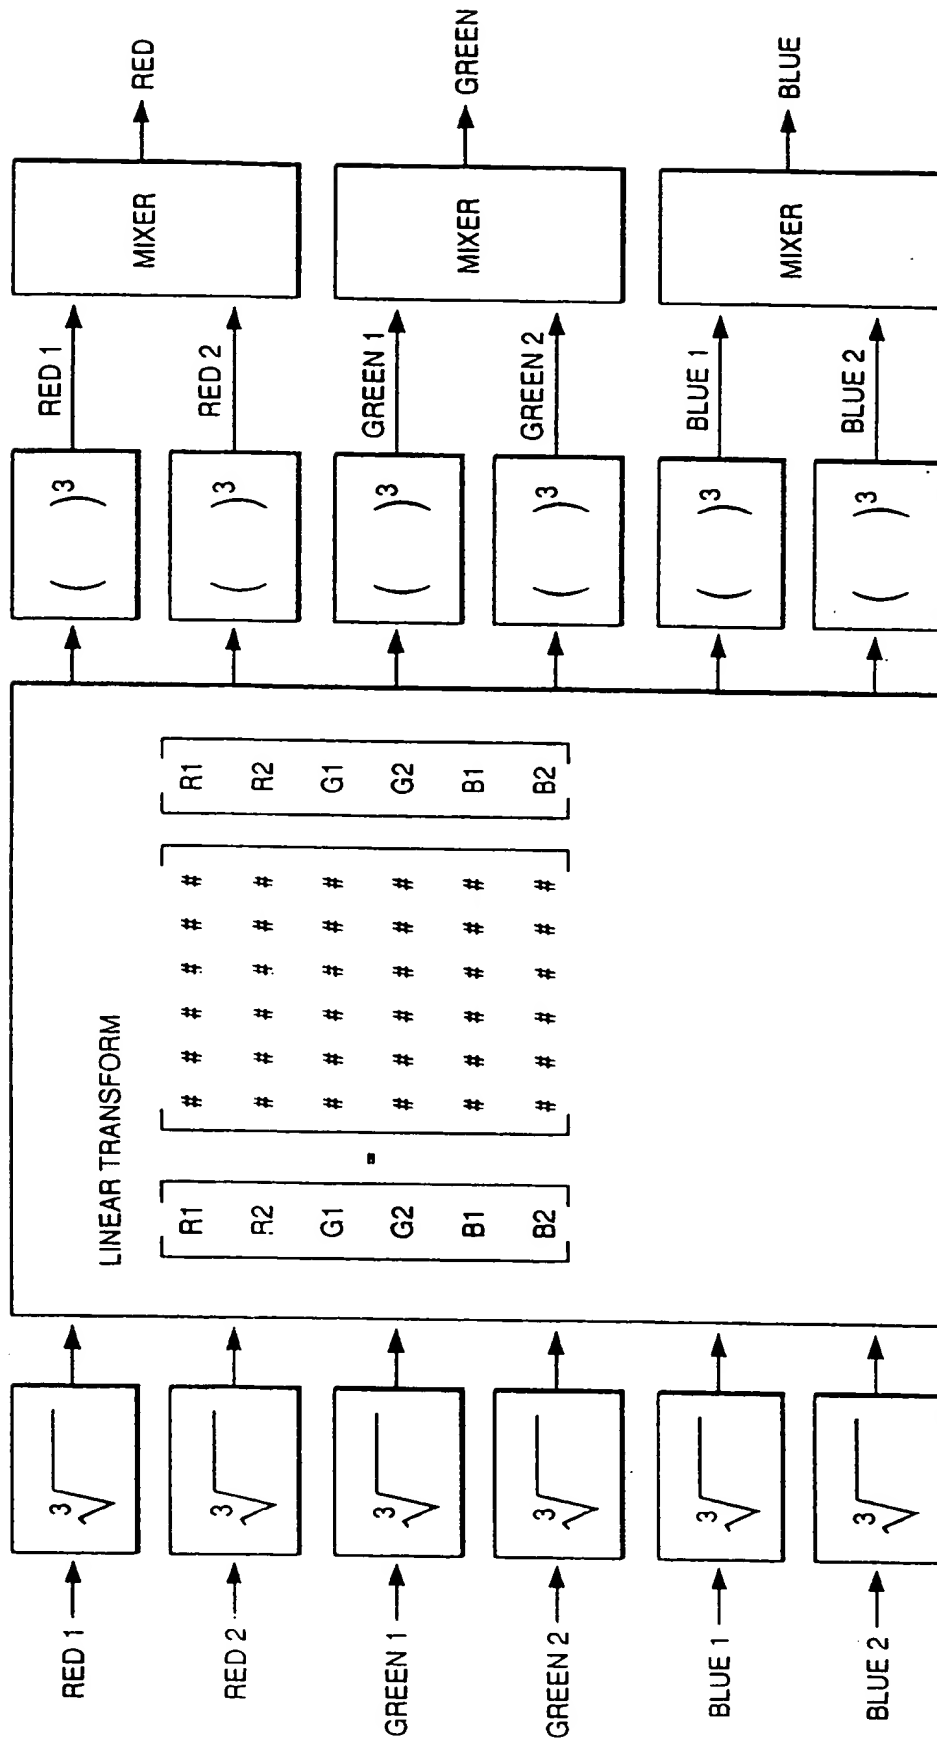 RED 1
RED 2
GREEN 1
GREEN 2
BLUE 1
BLUE 2
3√
3√
3√
3√
3√
3√
LINEAR TRANSFORM
R1 # # # # # # R1
R2 # # # # # # R2
G1 # # # # # # G1
= 
G2 # # # # # # G2
B1 # # # # # # B1
B2 # # # # # # B2
( )3
( )3
( )3
( )3
( )3
( )3
RED 1
RED 2
GREEN 1
GREEN 2
BLUE 1
BLUE 2
MIXER
MIXER
MIXER
RED
GREEN
BLUE